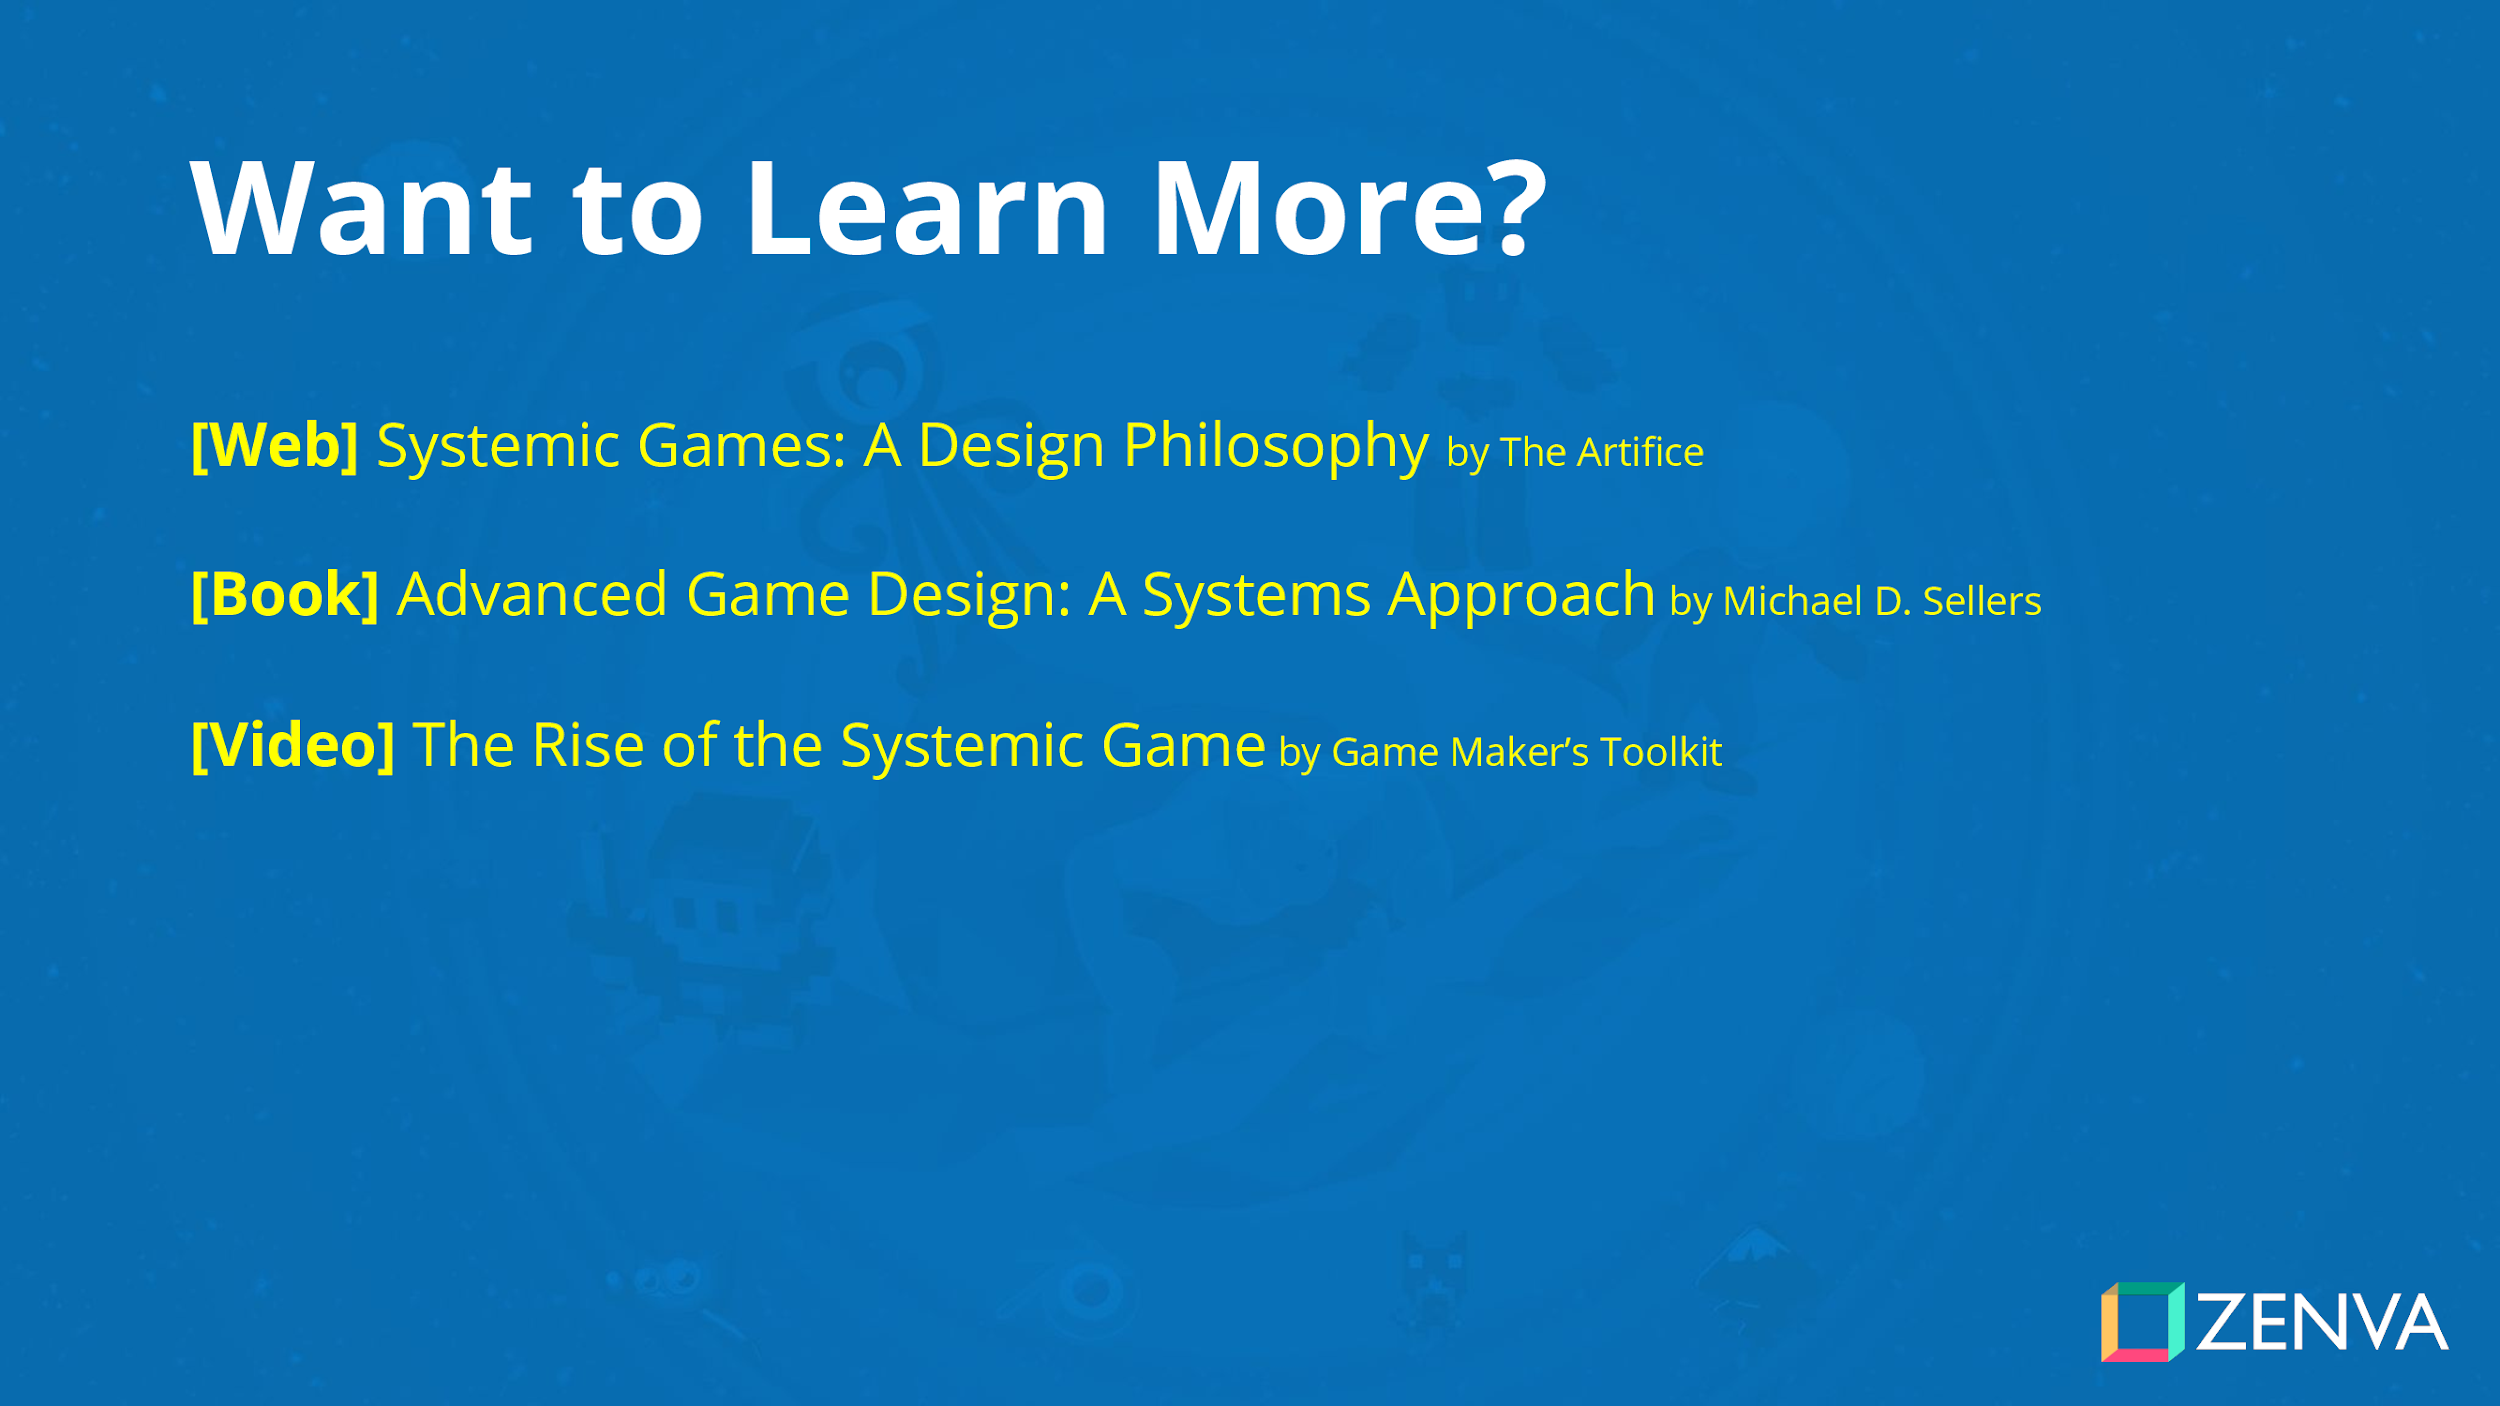 Want to Learn More?
[Web] Systemic Games: A Design Philosophy by The Artifice
[Book] Advanced Game Design: A Systems Approach by Michael D. Sellers
[Video] The Rise of the Systemic Game by Game Maker’s Toolkit
ZENVA